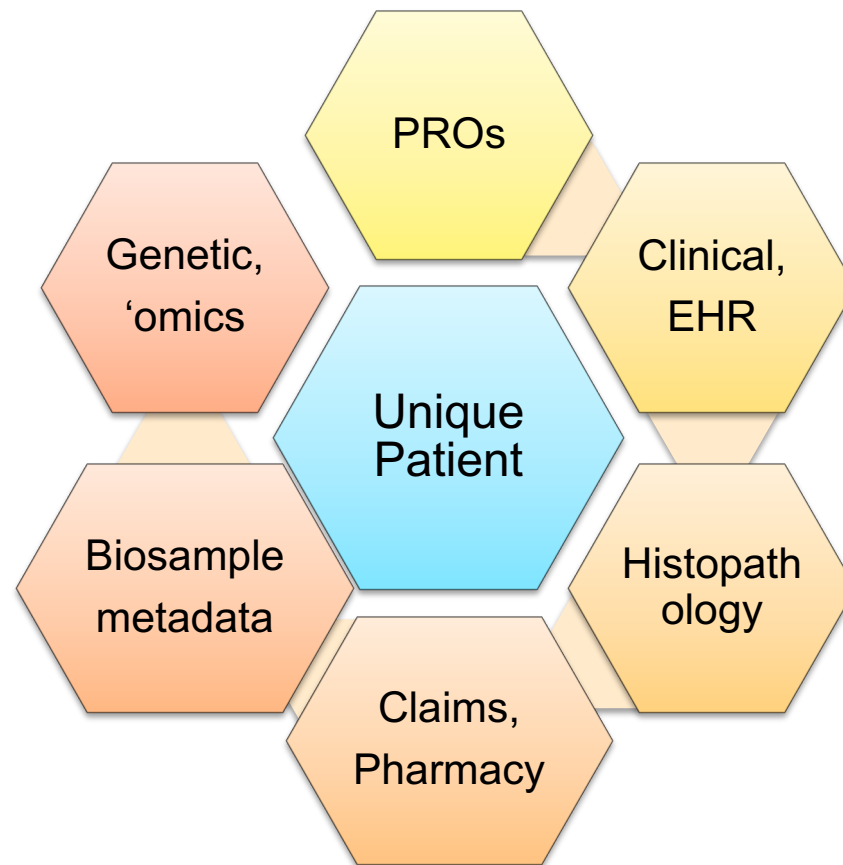 PROs
Genetic,
‘omics
Clinical,
EHR
Unique
Patient
Biosample
metadata
Histopath
ology
Claims,
Pharmacy